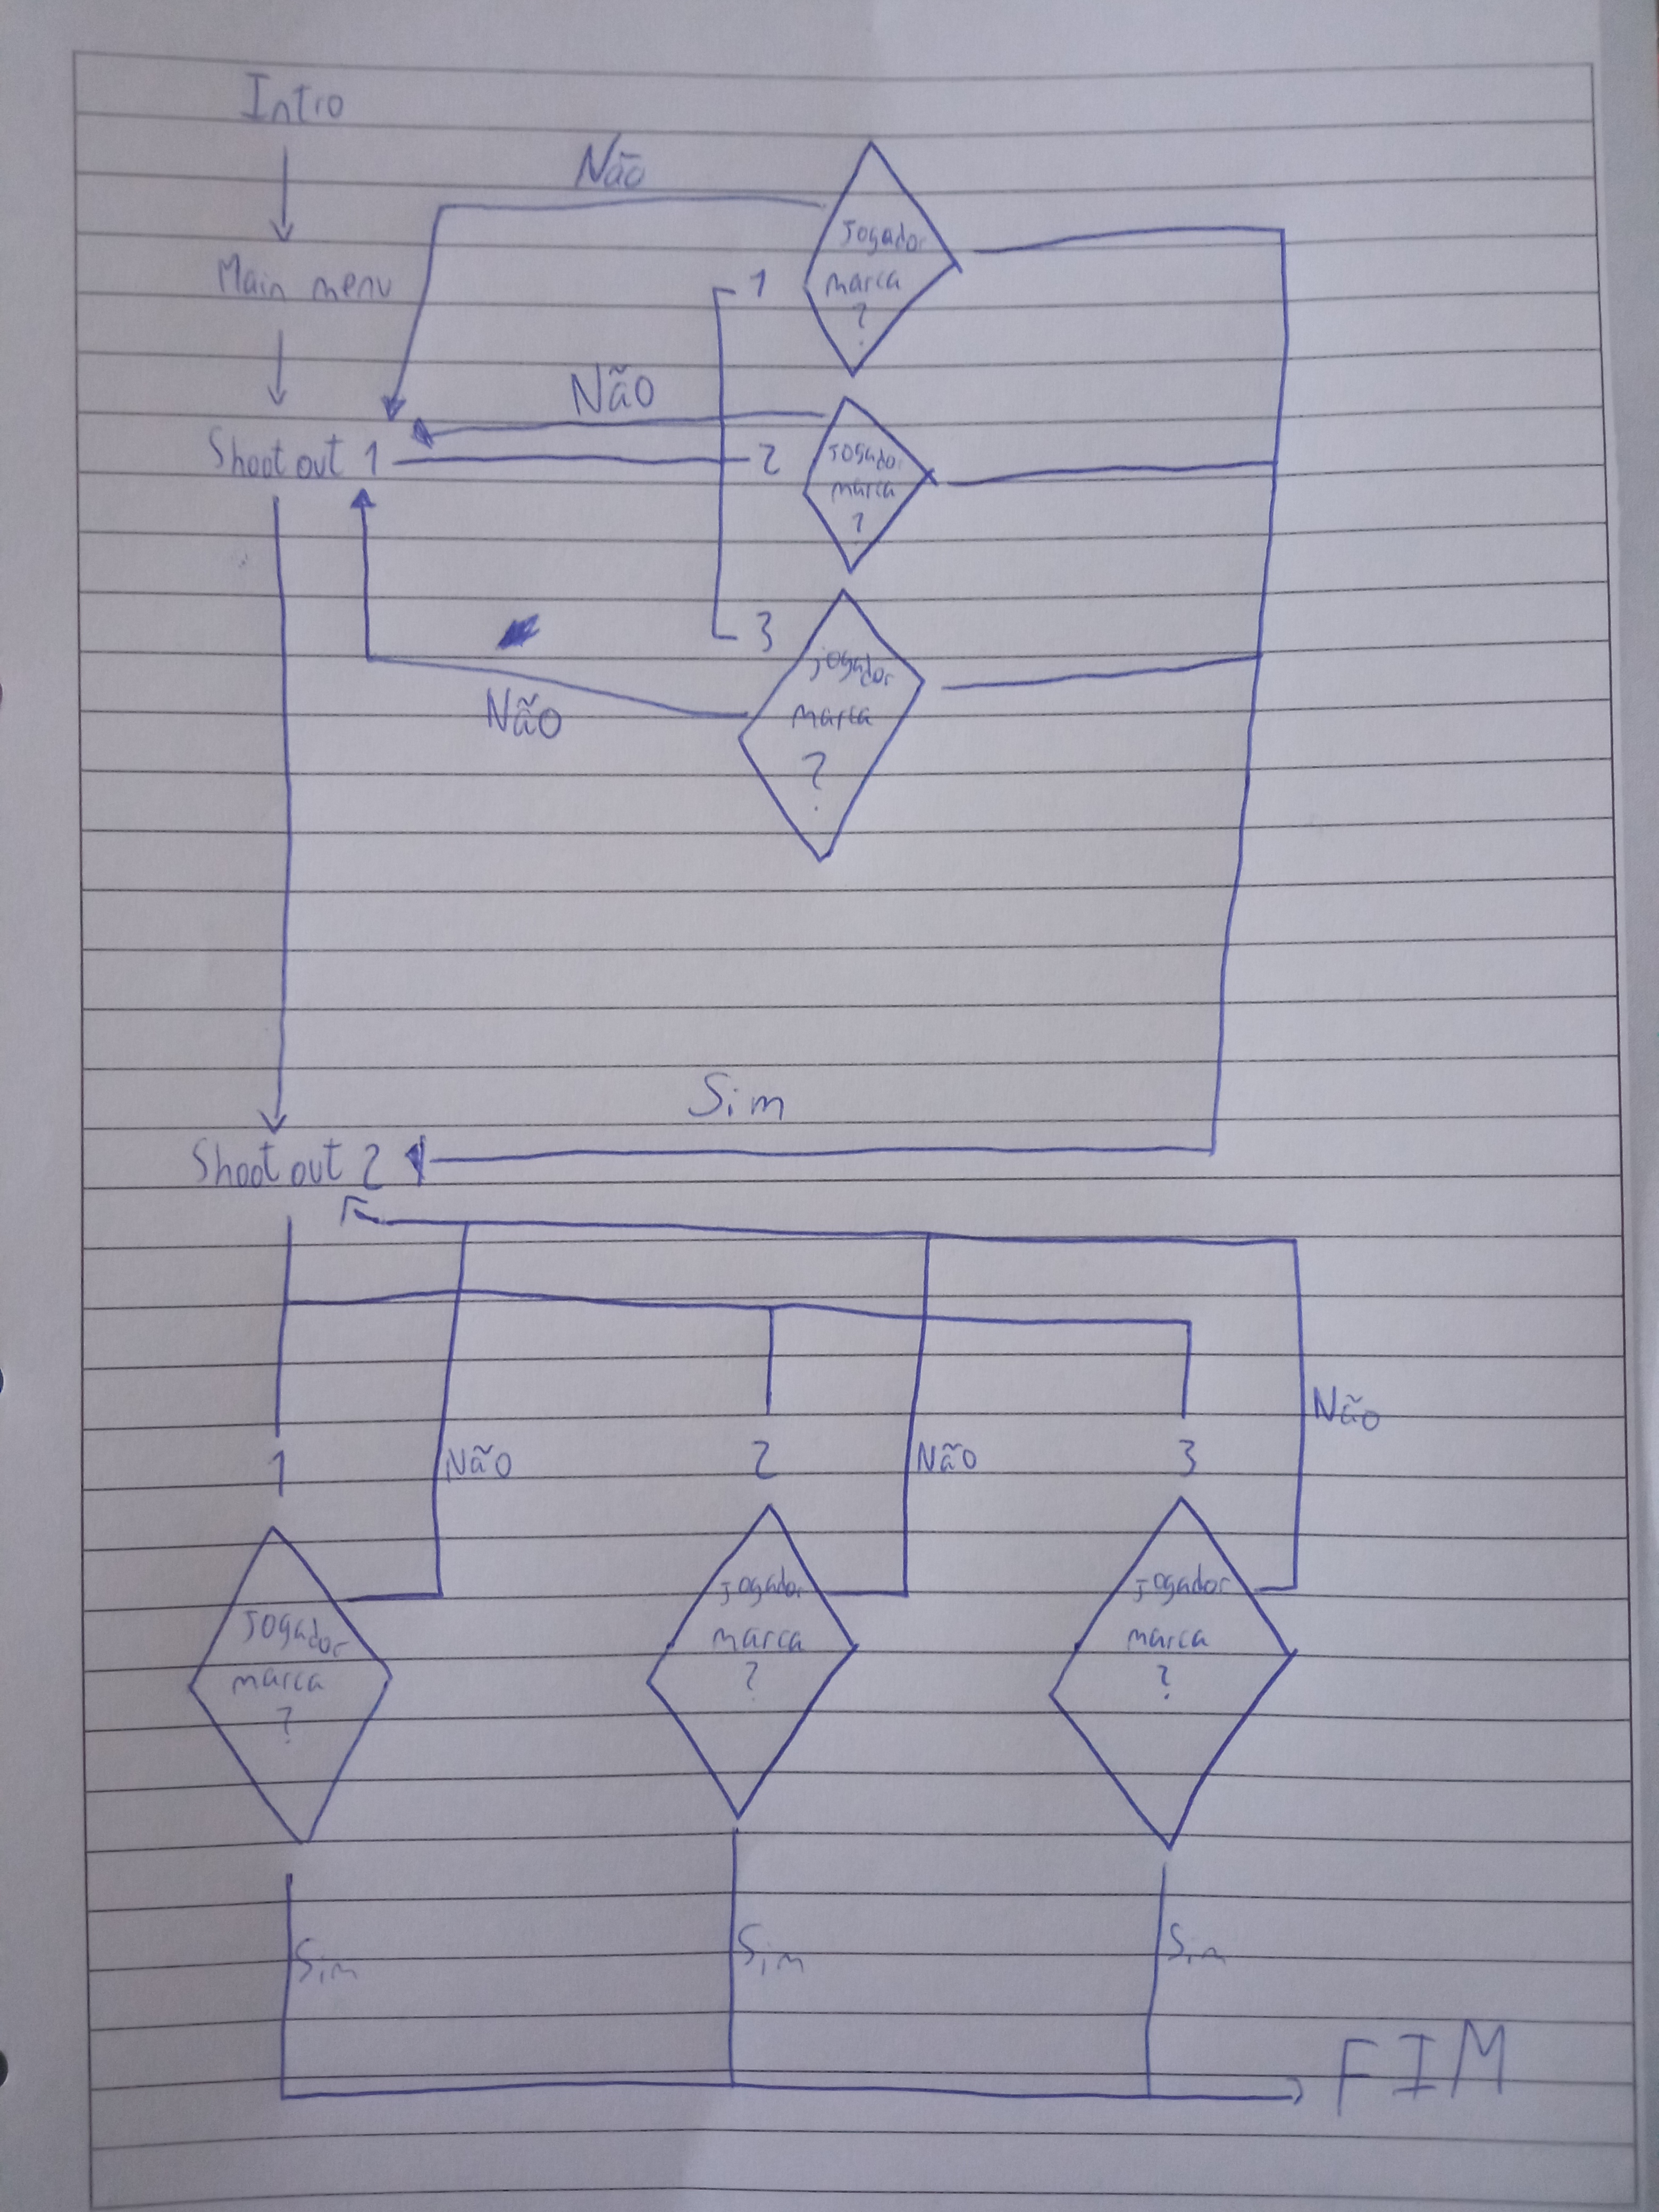 Intro
Não
Jogador
marca
?
Main menu
1
Não
Shoot out 1
2
Jogador
marca
?
3
Jogador
marca
?
Não
Sim
Shoot out 2
Não
1
Não
2
Não
3
Jogador
marca
?
Jogador
marca
?
Jogador
marca
?
Sim
Sim
Sim
FIM